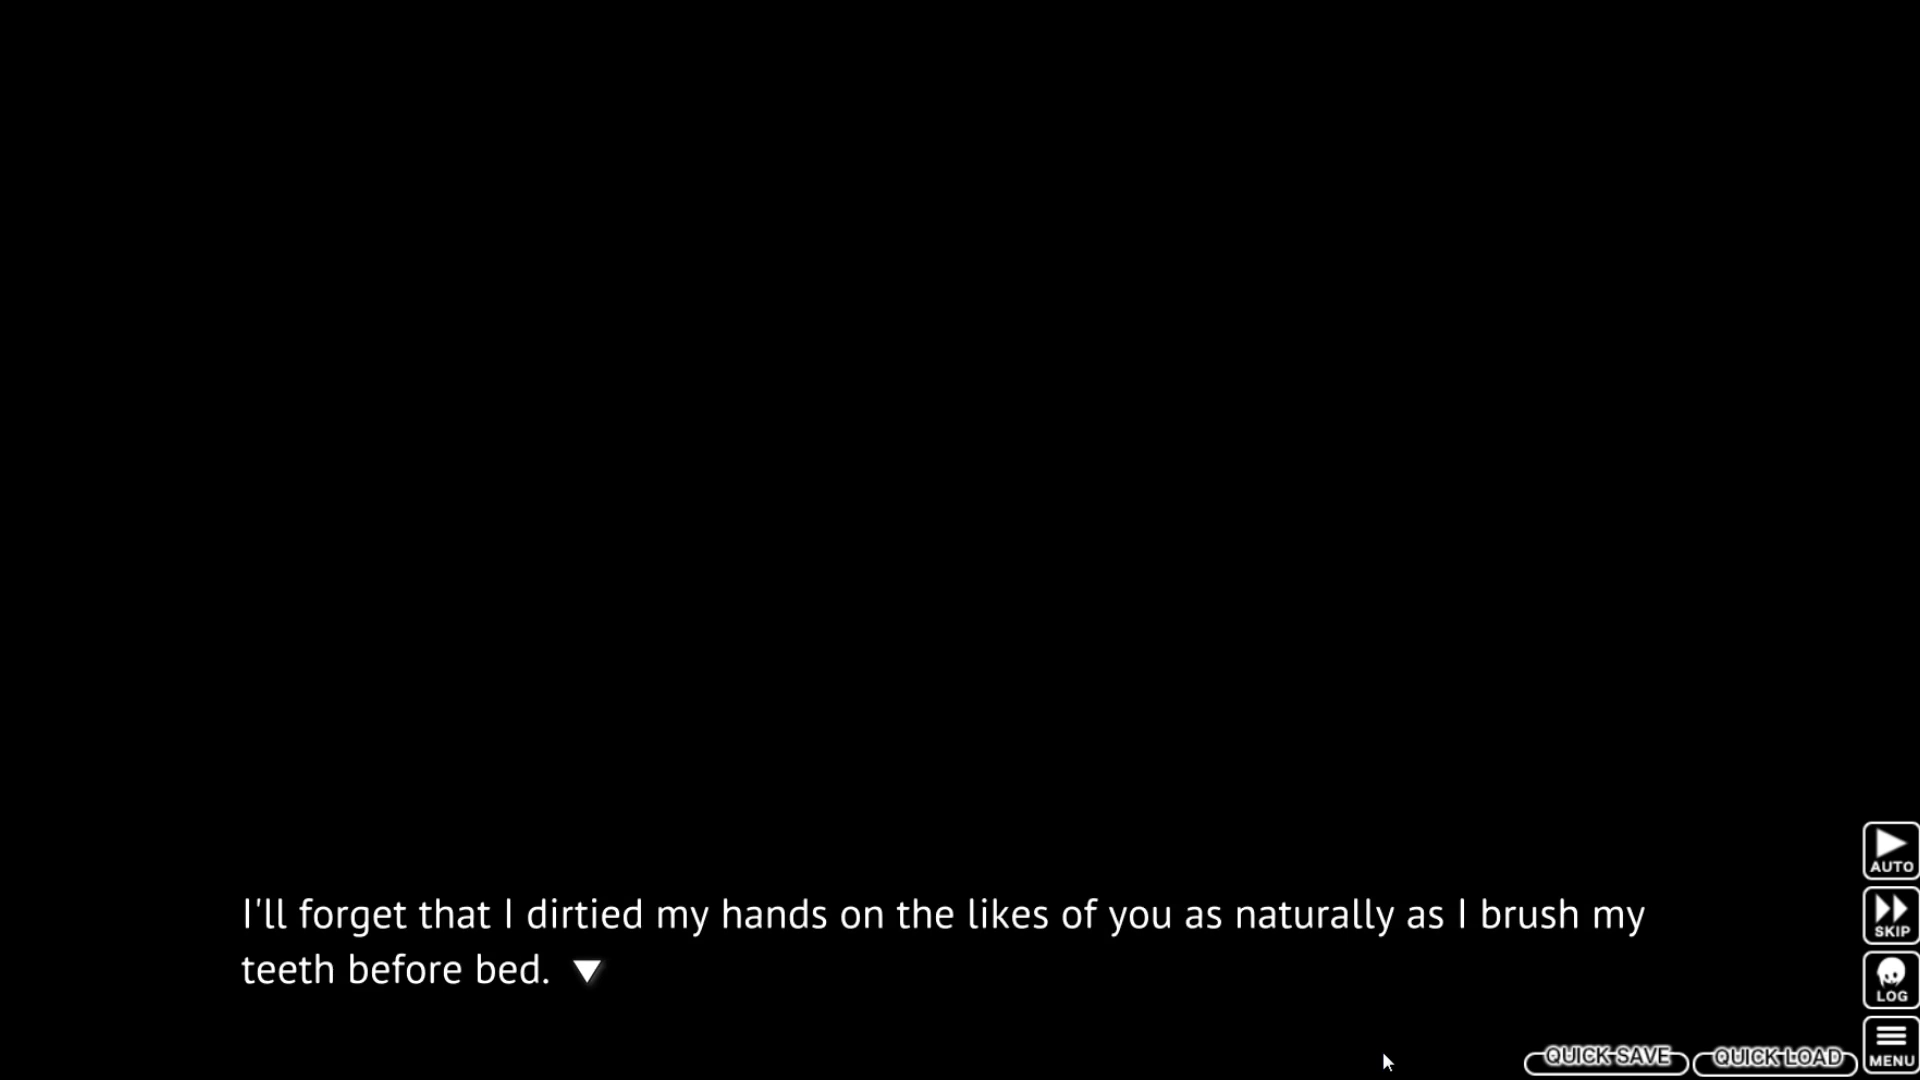 I'll forget that I dirtied my hands on the likes of you as naturally as I brush my
teeth before bed.
AUTO
SKIP
LOG
MENU
QUICK SAVE
QUICK LOAD